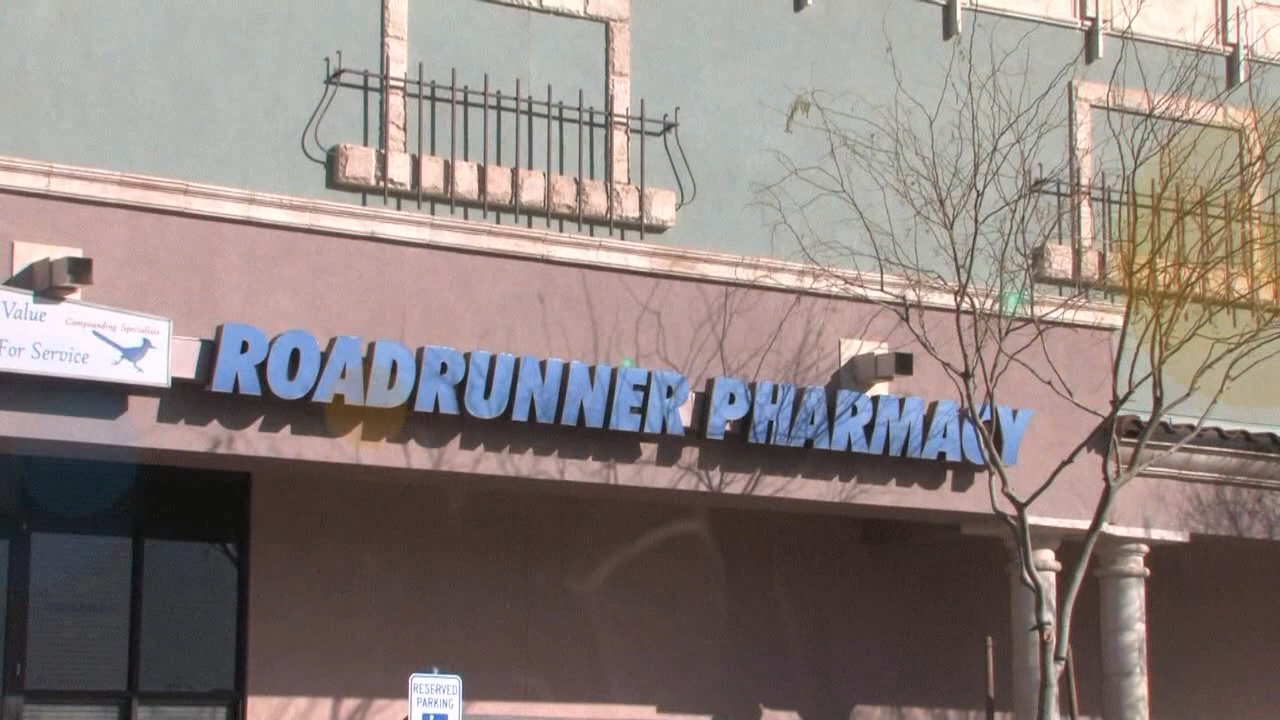 Value
Compounding Specialists
For Service
ROADRUNNER PHARMACY
RESERVED
PARKING